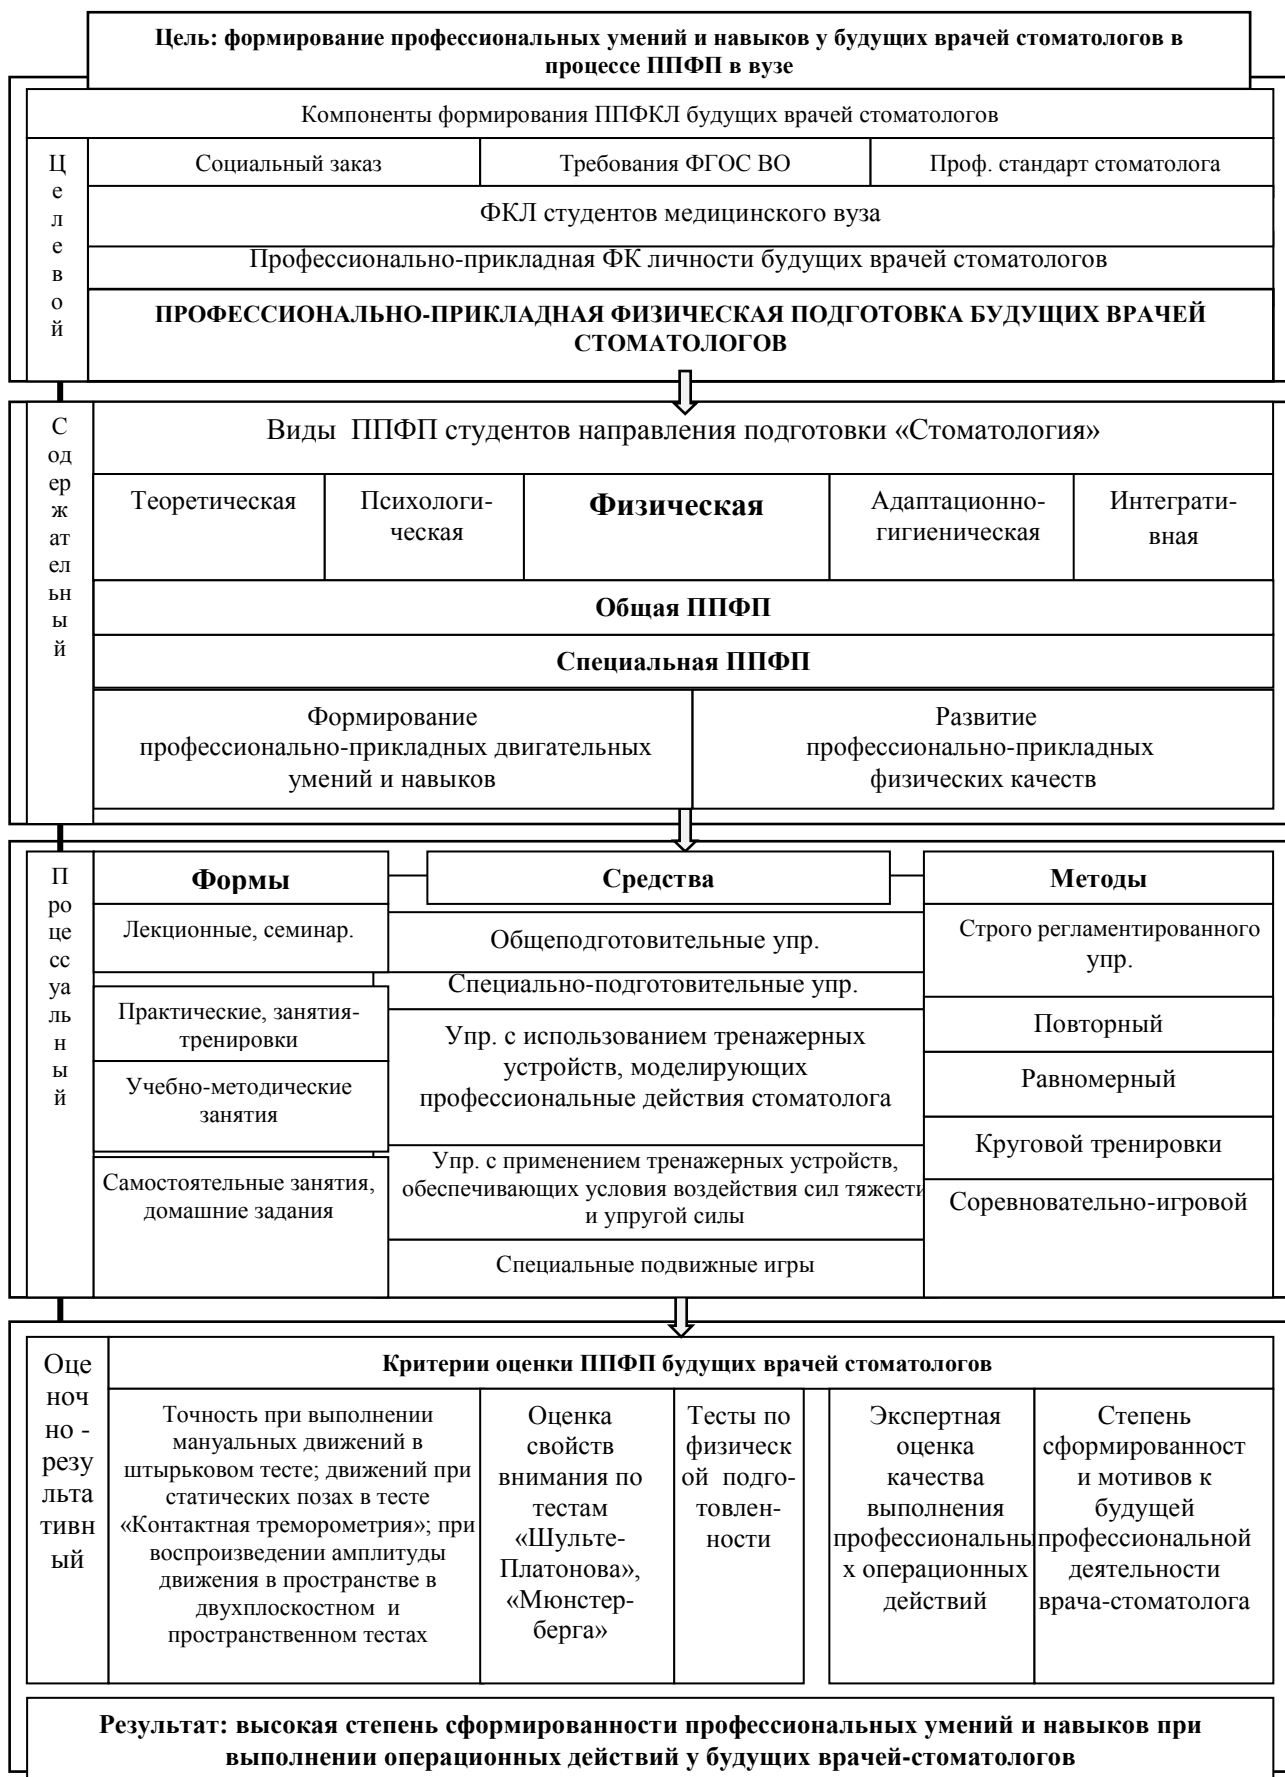 Цель: формирование профессиональных умений и навыков у будущих врачей стоматологов в
процессе ППФП в вузе
Компоненты формирования ППФКЛ будущих врачей стоматологов
Ц
е
л
е
в
о
й
Социальный заказ
Требования ФГОС ВО
Проф. стандарт стоматолога
ФКЛ студентов медицинского вуза
Профессионально-прикладная ФК личности будущих врачей стоматологов
ПРОФЕССИОНАЛЬНО-ПРИКЛАДНАЯ ФИЗИЧЕСКАЯ ПОДГОТОВКА БУДУЩИХ ВРАЧЕЙ
СТОМАТОЛОГОВ
С
од
ер
ж
ат
ел
ьн
ы
й
Виды ППФП студентов направления подготовки «Стоматология»
Теоретическая
Психологи-
ческая
Физическая
Адаптационно-
гигиеническая
Интеграти-
вная
Общая ППФП
Специальная ППФП
Формирование
профессионально-прикладных двигательных
умений и навыков
Развитие
профессионально-прикладных
физических качеств
П
ро
це
сс
уа
ль
н
ы
й
Формы
Лекционные, семинар.
Практические, занятия-
тренировки
Учебно-методические
занятия
Самостоятельные занятия,
домашние задания
Средства
Общеподготовительные упр.
Специально-подготовительные упр.
Упр. с использованием тренажерных
устройств, моделирующих
профессиональные действия стоматолога
Упр. с применением тренажерных устройств,
обеспечивающих условия воздействия сил тяжести
и упругой силы
Специальные подвижные игры
Методы
Строго регламентированного
упр.
Повторный
Равномерный
Круговой тренировки
Соревновательно-игровой
Оце
ноч
но -
резу
льта
тивн
ый
Критерии оценки ППФП будущих врачей стоматологов
Точность при выполнении
мануальных движений в
штырьковом тесте; движений при
статических позах в тесте
«Контактная треморометрия»; при
воспроизведении амплитуды
движения в пространстве в
двухплоскостном и
пространственном тестах
Оценка
свойств
внимания по
тестам
«Шульте-
Платонова»,
«Мюнстер-
берга»
Тесты по
физическ
ой подго-
товлен-
ности
Экспертная
оценка
качества
выполнения
профессиональны
х операционных
действий
Степень
сформированност
и мотивов к
будущей
профессиональной
деятельности
врача-стоматолога
Результат: высокая степень сформированности профессиональных умений и навыков при
выполнении операционных действий у будущих врачей-стоматологов